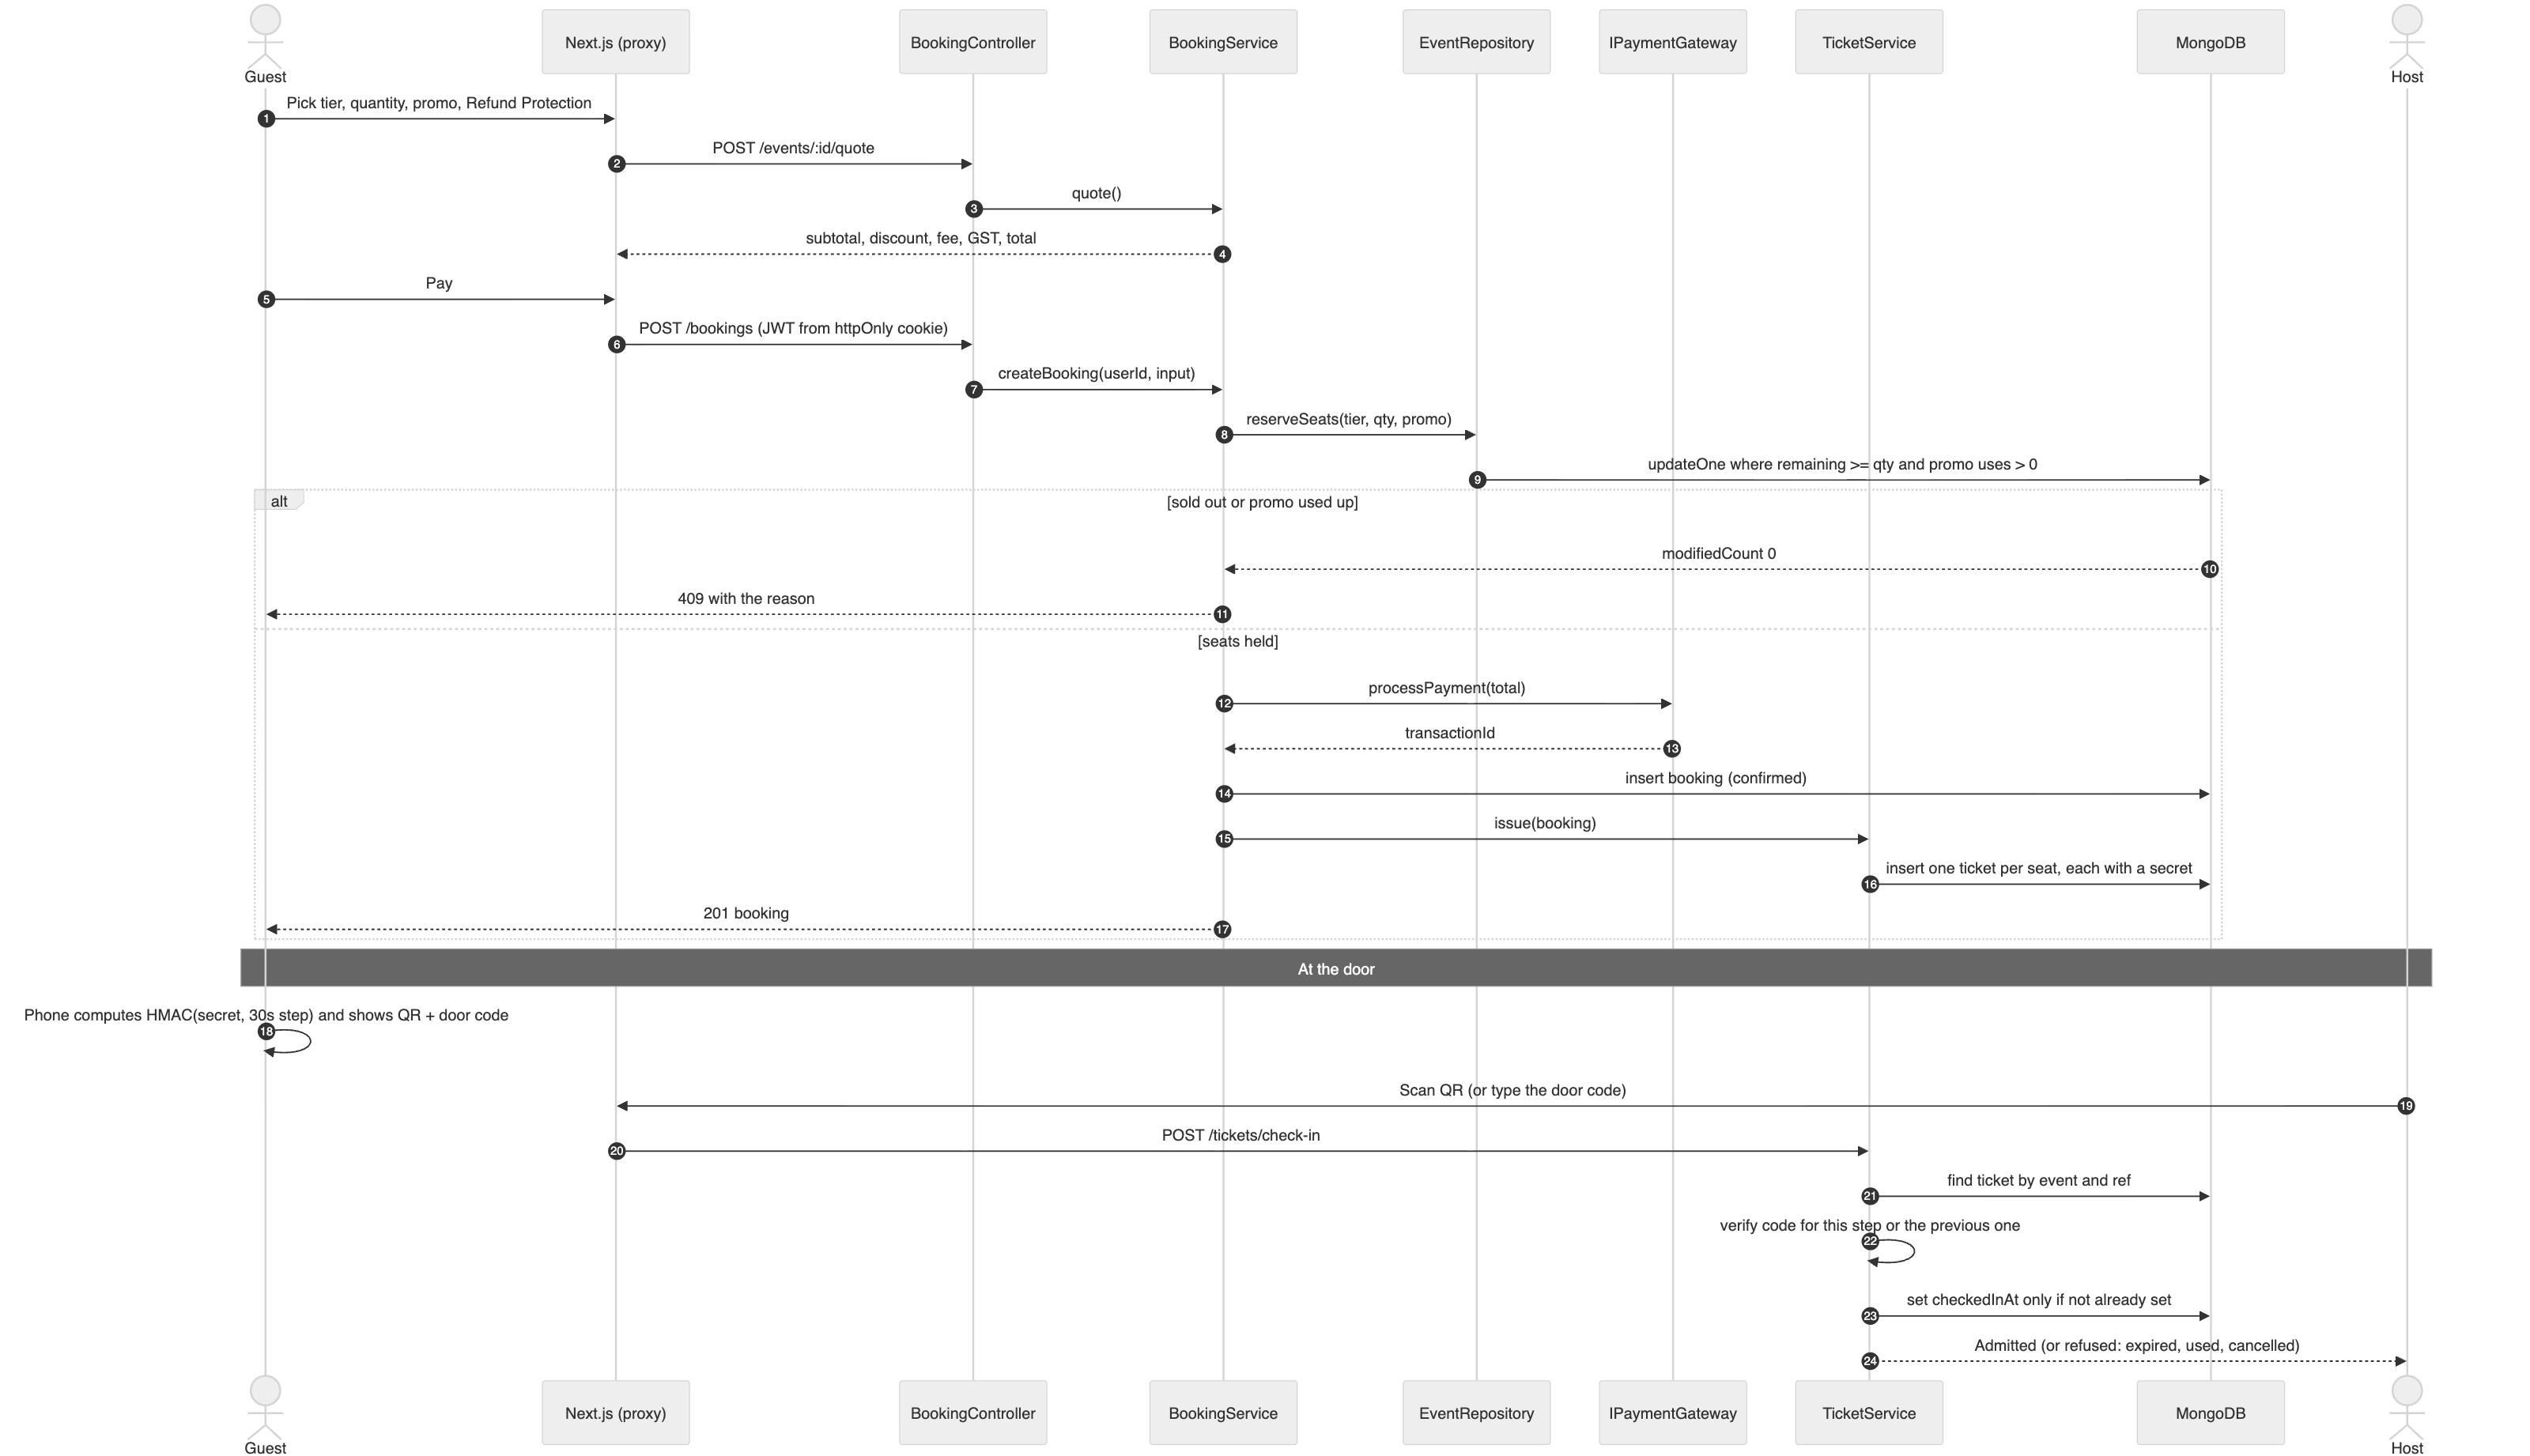 Guest
Next.js (proxy)
BookingController
BookingService
EventRepository
IPaymentGateway
TicketService
MongoDB
Host
Pick tier, quantity, promo, Refund Protection
1
POST /events/:id/quote
2
quote()
3
subtotal, discount, fee, GST, total
4
Pay
5
POST /bookings (JWT from httpOnly cookie)
6
createBooking(userId, input)
7
reserveSeats(tier, qty, promo)
8
updateOne where remaining >= qty and promo uses > 0
9
alt
[sold out or promo used up]
modifiedCount 0
10
409 with the reason
11
[seats held]
processPayment(total)
12
transactionId
13
insert booking (confirmed)
14
issue(booking)
15
insert one ticket per seat, each with a secret
16
201 booking
17
At the door
Phone computes HMAC(secret, 30s step) and shows QR + door code
18
Scan QR (or type the door code)
19
POST /tickets/check-in
20
find ticket by event and ref
21
verify code for this step or the previous one
22
set checkedInAt only if not already set
23
Admitted (or refused: expired, used, cancelled)
24
Guest
Next.js (proxy)
BookingController
BookingService
EventRepository
IPaymentGateway
TicketService
MongoDB
Host